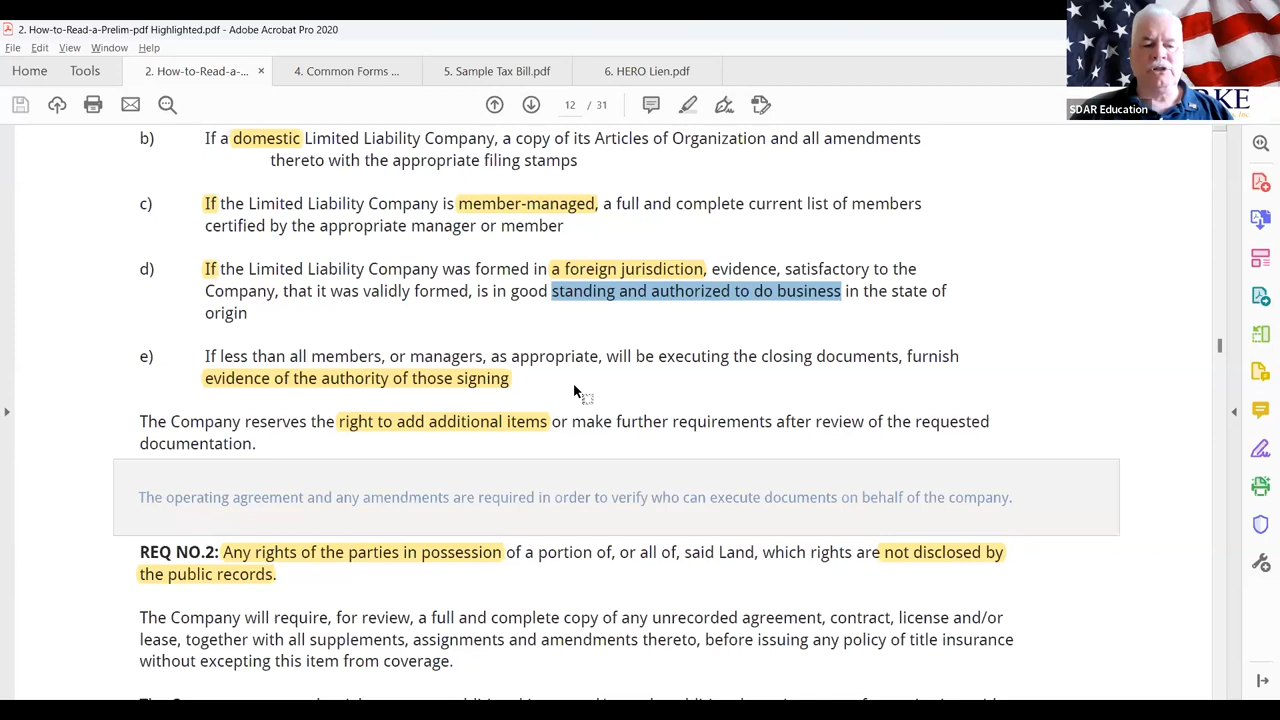 2. How-to-Read-a-Prelim-pdf Highlighted.pdf - Adobe Acrobat Pro 2020
File Edit View Window Help
Home Tools 2. How-to-Read-a-... × 4. Common Forms ... 5. Sample Tax Bill.pdf 6. HERO Lien.pdf
12 / 31
SDAR Education
RKE
b) If a domestic Limited Liability Company, a copy of its Articles of Organization and all amendments
thereto with the appropriate filing stamps
c) If the Limited Liability Company is member-managed, a full and complete current list of members
certified by the appropriate manager or member
d) If the Limited Liability Company was formed in a foreign jurisdiction, evidence, satisfactory to the
Company, that it was validly formed, is in good standing and authorized to do business in the state of
origin
e) If less than all members, or managers, as appropriate, will be executing the closing documents, furnish
evidence of the authority of those signing
The Company reserves the right to add additional items or make further requirements after review of the requested
documentation.
The operating agreement and any amendments are required in order to verify who can execute documents on behalf of the company.
REQ NO.2: Any rights of the parties in possession of a portion of, or all of, said Land, which rights are not disclosed by
the public records.
The Company will require, for review, a full and complete copy of any unrecorded agreement, contract, license and/or
lease, together with all supplements, assignments and amendments thereto, before issuing any policy of title insurance
without excepting this item from coverage.